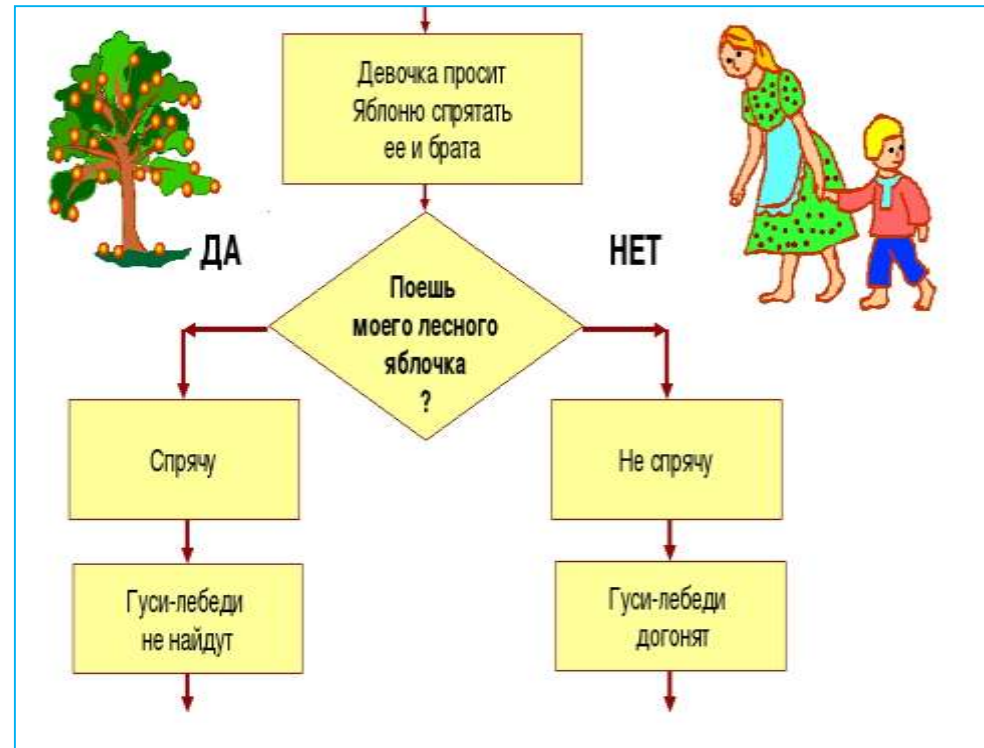 Девочка просит
Яблоню спрятать
ее и брата
ДА
НЕТ
Поешь
моего лесного
яблочка
?
Спрячу
Не спрячу
Гуси-лебеди
не найдут
Гуси-лебеди
догонят